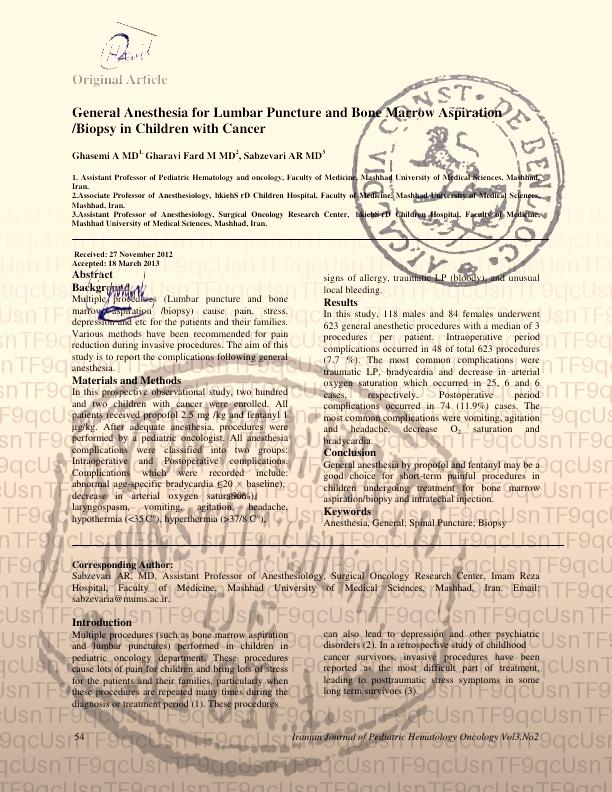 Original Article
General Anesthesia for Lumbar Puncture and Bone Marrow Aspiration
/Biopsy in Children with Cancer
Ghasemi A MD1, Gharavi Fard M MD2, Sabzevari AR MD3
1. Assistant Professor of Pediatric Hematology and oncology, Faculty of Medicine, Mashhad University of Medical Sciences, Mashhad,
Iran.
2.Associate Professor of Anesthesiology, hkiehS rD Children Hospital, Faculty of Medicine, Mashhad University of Medical Sciences,
Mashhad, Iran.
3.Assistant Professor of Anesthesiology, Surgical Oncology Research Center, hkiehS rD Children Hospital, Faculty of Medicine,
Mashhad University of Medical Sciences, Mashhad, Iran.
Received: 27 November 2012
Accepted: 18 March 2013
Abstract
Background
Multiple procedures (Lumbar puncture and bone
marrow aspiration /biopsy) cause pain, stress,
depression and etc for the patients and their families.
Various methods have been recommended for pain
reduction during invasive procedures. The aim of this
study is to report the complications following general
anesthesia.
Materials and Methods
In this prospective observational study, two hundred
and two children with cancer were enrolled. All
patients received propofol 2.5 mg /kg and fentanyl 1
µg/kg. After adequate anesthesia, procedures were
performed by a pediatric oncologist. All anesthesia
complications were classified into two groups:
Intraoperative and Postoperative complications.
Complications which were recorded include:
abnormal age-specific bradycardia (≤20 × baseline),
decrease in arterial oxygen
laryngospasm, vomiting, agitation, headache,
hypothermia (<35 C°), hyperthermia (>37/8 C°),
signs of allergy, traumatic LP (bloody), and unusual
local bleeding.
Results
In this study, 118 males and 84 females underwent
623 general anesthetic procedures with a median of 3
procedures per patient. Intraoperative period
complications occurred in 48 of total 623 procedures
(7.7 %). The most common complications were
traumatic LP, bradycardia and decrease in arterial
oxygen saturation which occurred in 25, 6 and 6
cases, respectively. Postoperative period
complications occurred in 74 (11.9%) cases. The
most common complications were vomiting, agitation
and headache, decrease O2 saturation and
bradycardia.
Conclusion
General anesthesia by propofol and fentanyl may be a
good choice for short-term painful procedures in
children undergoing treatment for bone marrow
aspiration/biopsy and intratechal injection.
Keywords
Anesthesia, General; Spinal Puncture; Biopsy
Corresponding Author:
Sabzevari AR, MD, Assistant Professor of Anesthesiology, Surgical Oncology Research Center, Imam Reza
Hospital, Faculty of Medicine, Mashhad University of Medical Sciences, Mashhad, Iran. Email:
sabzevaria@mums.ac.ir.
Introduction
Multiple procedures (such as bone marrow aspiration
and lumbar punctures) performed in children in
pediatric oncology department. These procedures
cause lots of pain for children and bring lots of stress
for the patients and their families, particularly when
these procedures are repeated many times during the
diagnosis or treatment period (1). These procedures
can also lead to depression and other psychiatric
disorders (2). In a retrospective study of childhood
cancer survivors, invasive procedures have been
reported as the most difficult part of treatment,
leading to posttraumatic stress symptoms in some
long term survivors (3).
54
Iranian Journal of Pediatric Hematology Oncology Vol3,No2